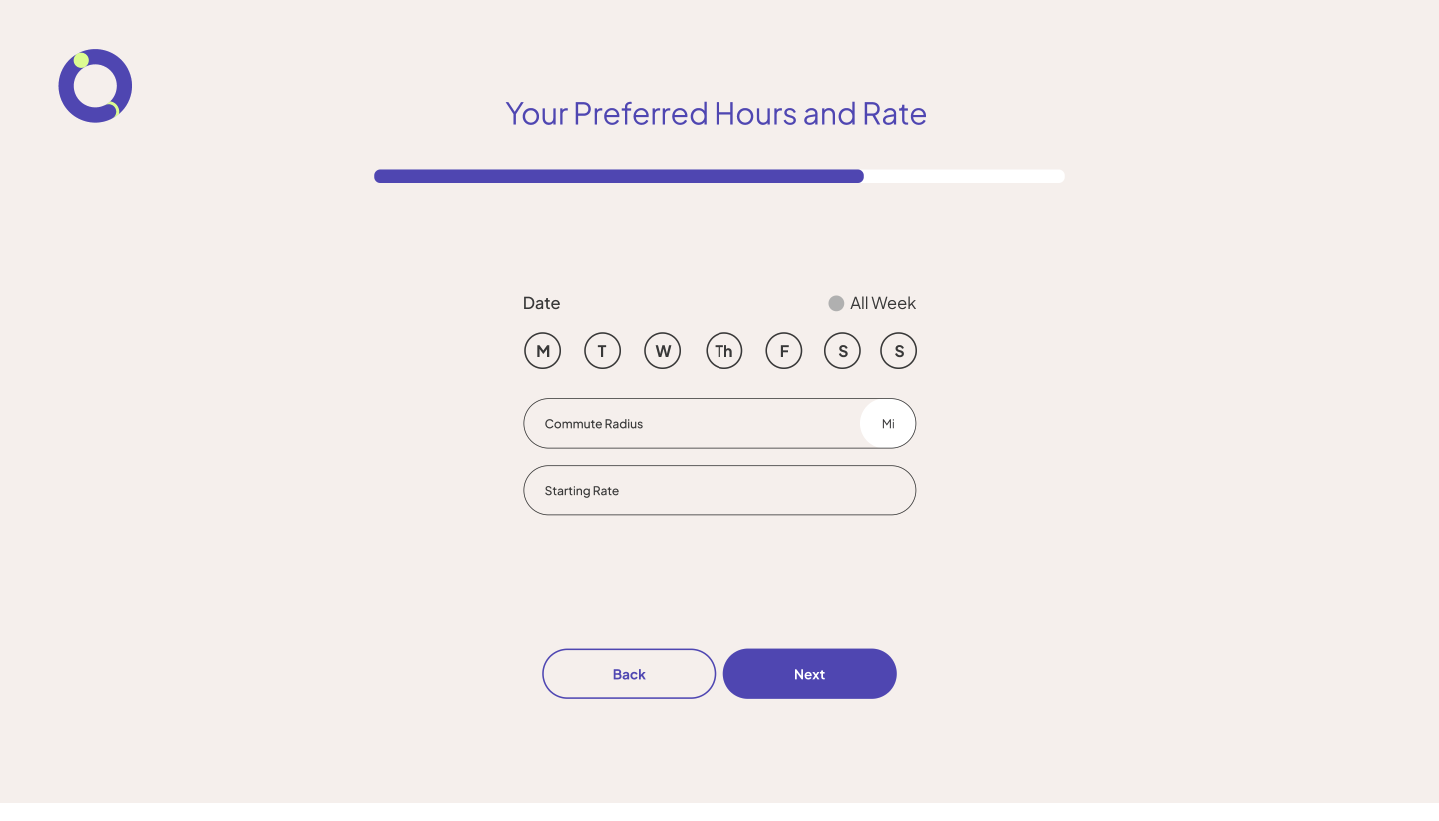 Your Preferred Hours and Rate
Date All Week
M T W Th F S S
Commute Radius Mi
Starting Rate
Back Next